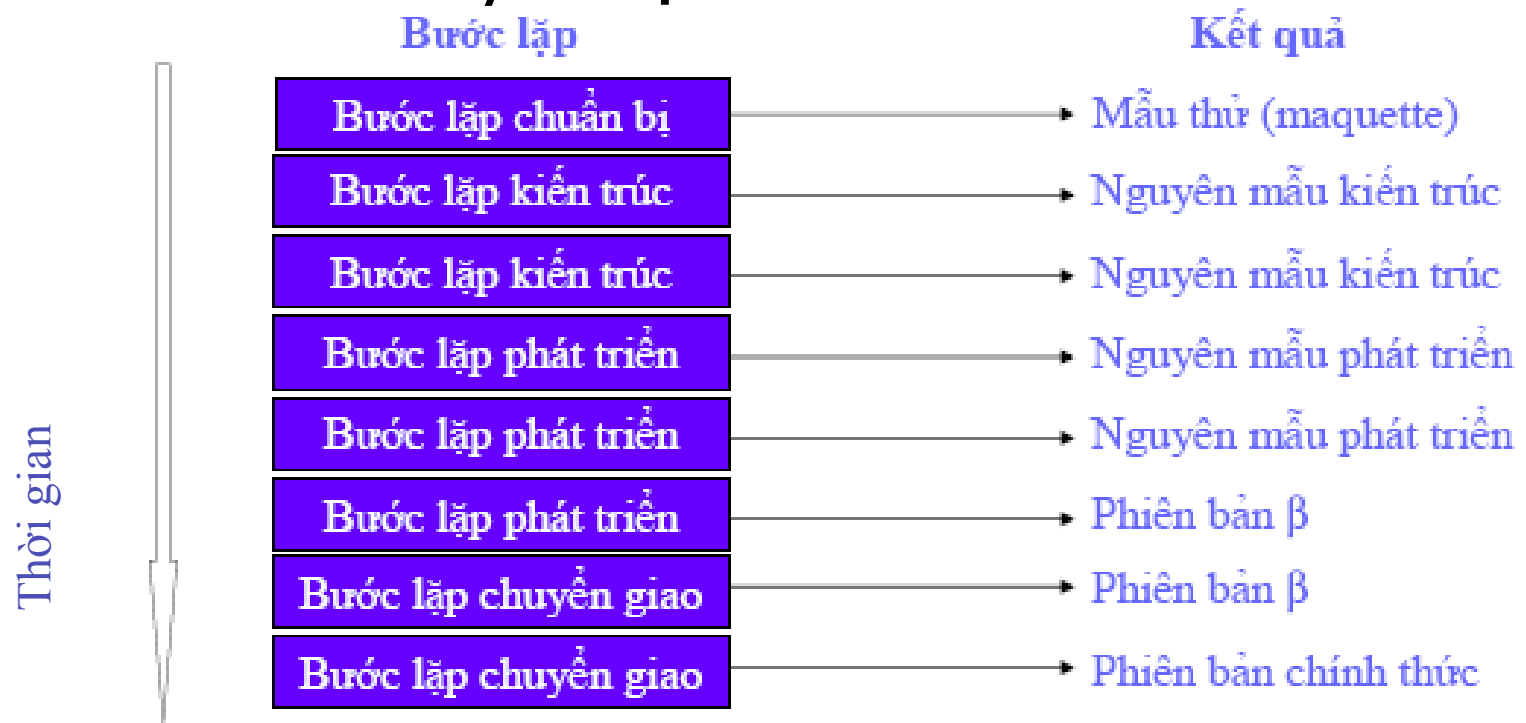 Bước lặp Kết quả
Bước lặp chuẩn bị Mẫu thử (maquette)
Bước lặp kiến trúc Nguyên mẫu kiến trúc
Bước lặp kiến trúc Nguyên mẫu kiến trúc
Bước lặp phát triển Nguyên mẫu phát triển
Bước lặp phát triển Nguyên mẫu phát triển
Bước lặp phát triển Phiên bản β
Bước lặp chuyển giao Phiên bản β
Bước lặp chuyển giao Phiên bản chính thức
Thời gian